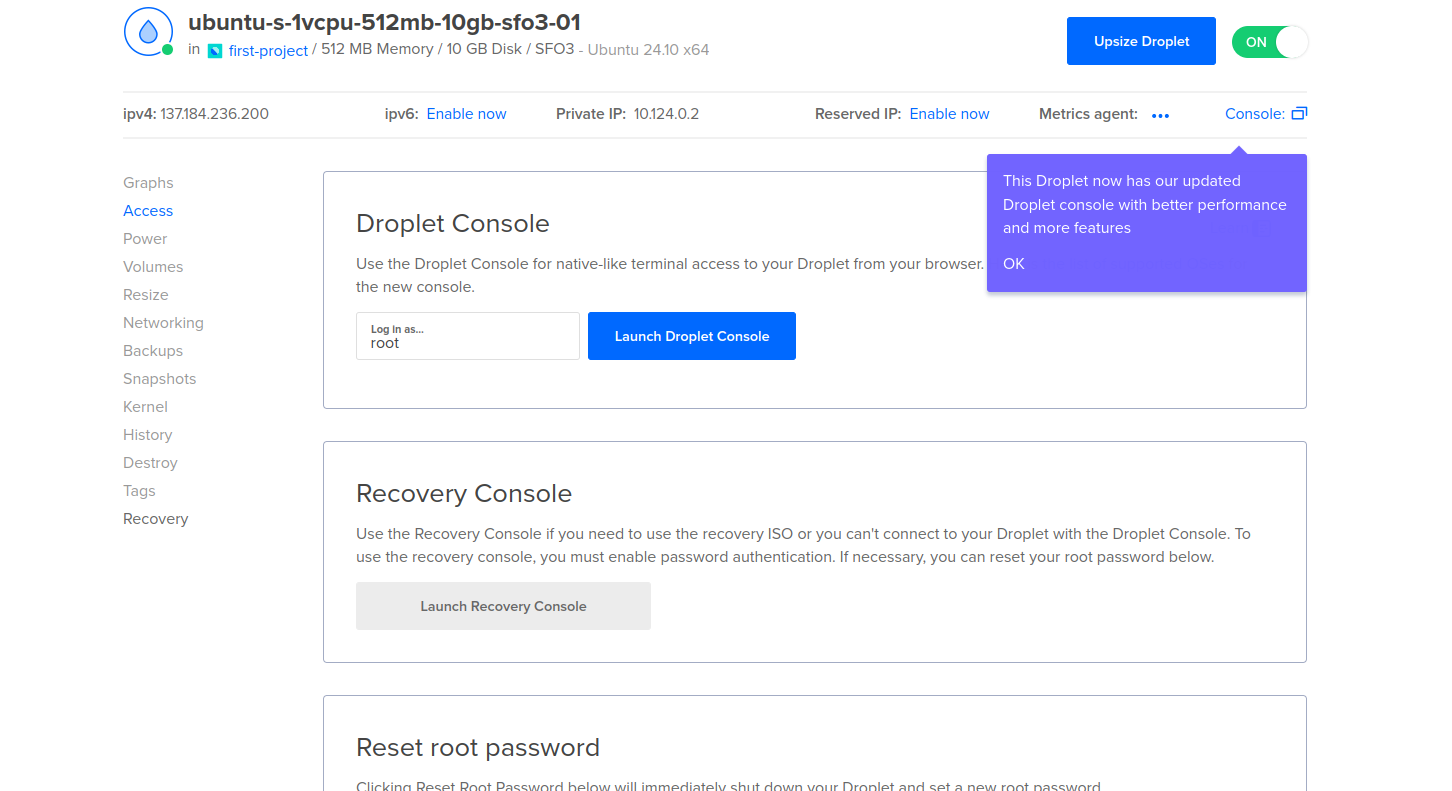 ubuntu-s-1vcpu-512mb-10gb-sfo3-01
in first-project / 512 MB Memory / 10 GB Disk / SFO3 - Ubuntu 24.10 x64
Upsize Droplet
ON
ipv4: 137.184.236.200
ipv6: Enable now
Private IP: 10.124.0.2
Reserved IP: Enable now
Metrics agent:
Console:
This Droplet now has our updated
Droplet console with better performance
and more features
OK
Graphs
Access
Power
Volumes
Resize
Networking
Backups
Snapshots
Kernel
History
Destroy
Tags
Recovery
Droplet Console
Use the Droplet Console for native-like terminal access to your Droplet from your browser.
the new console.
Log in as...
root
Launch Droplet Console
Recovery Console
Use the Recovery Console if you need to use the recovery ISO or you can't connect to your Droplet with the Droplet Console. To
use the recovery console, you must enable password authentication. If necessary, you can reset your root password below.
Launch Recovery Console
Reset root password
Clicking Reset Root Password below will immediately shut down your Droplet and set a new root password